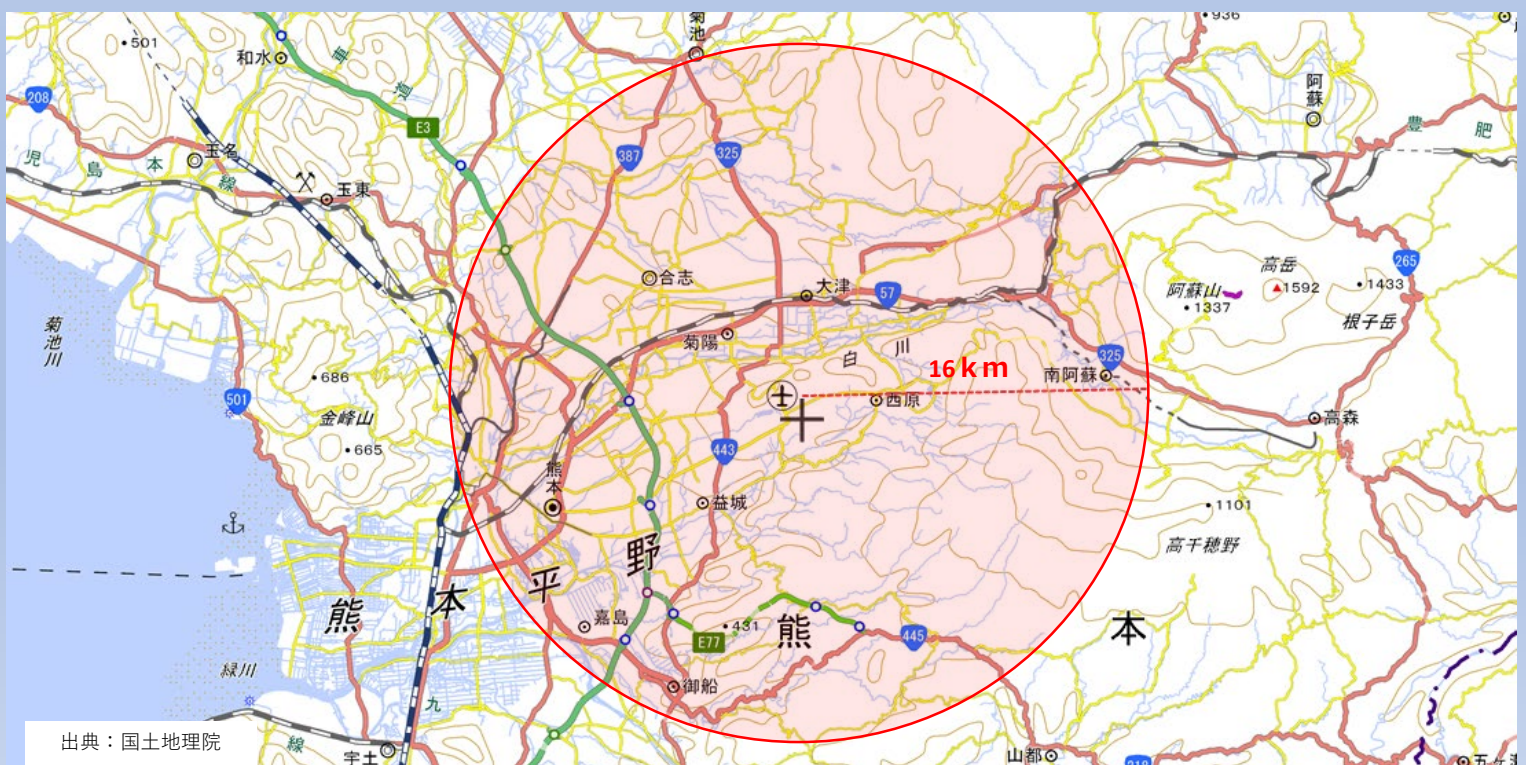 菊池
936
501
和水
車
道
阿蘇
208
E3
豊
肥
387
325
児
島
本
線
玉名
玉東
265
高岳
合志
大津
57
阿蘇山
1592
1433
1337
根子岳
菊池川
菊陽
白
川
16km
325
南阿蘇
686
501
金峰山
西原
高森
665
443
熊本
益城
1101
高千穂野
野
平
本
熊
嘉島
431
熊
本
E77
445
緑川
御船
九
出典：国土地理院
線
宇土
山都
218